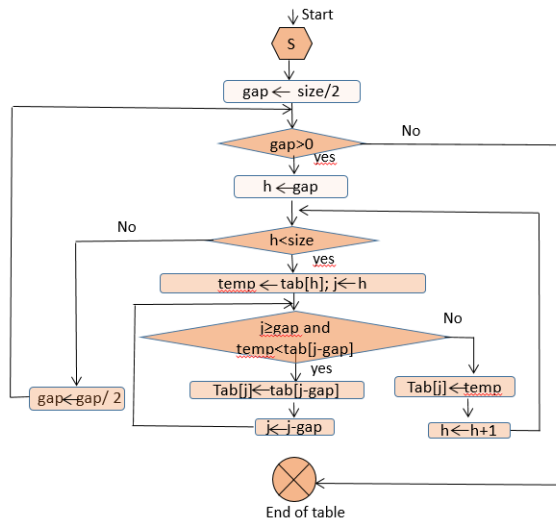 Start
S
gap ← size/2
gap>0
No
yes
h ←gap
No
h<size
yes
temp ← tab[h]; j← h
j≥gap and
temp<tab[j-gap]
No
yes
Tab[j]←tab[j-gap]
Tab[j]←temp
gap←gap/ 2
j← j-gap
h←h+1
End of table